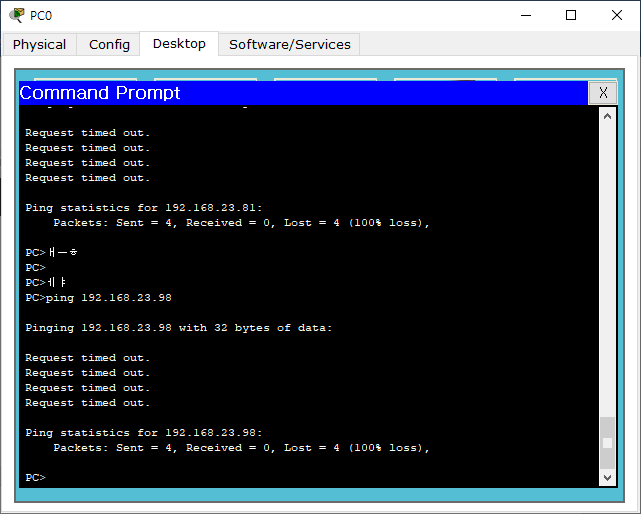 PC0
Physical Config Desktop Software/Services
Command Prompt X
Request timed out.
Request timed out.
Request timed out.
Request timed out.
Ping statistics for 192.168.23.81:
Packets: Sent = 4, Received = 0, Lost = 4 (100% loss),
PC>ㅐㅡㅎ
PC>
PC>ㅔㅑ
PC>ping 192.168.23.98
Pinging 192.168.23.98 with 32 bytes of data:
Request timed out.
Request timed out.
Request timed out.
Request timed out.
Ping statistics for 192.168.23.98:
Packets: Sent = 4, Received = 0, Lost = 4 (100% loss),
PC>